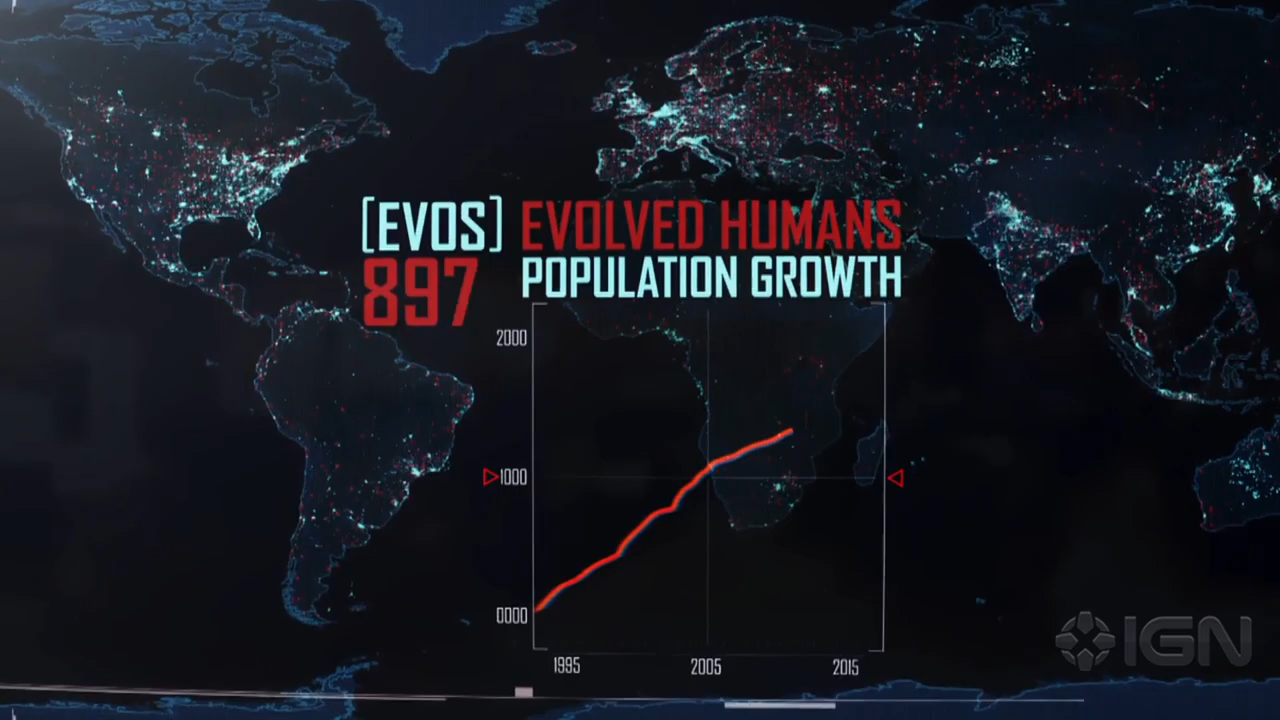 [EVOS] EVOLVED HUMANS
897 POPULATION GROWTH
2000
1000
0000
1995 2005 2015
IGN